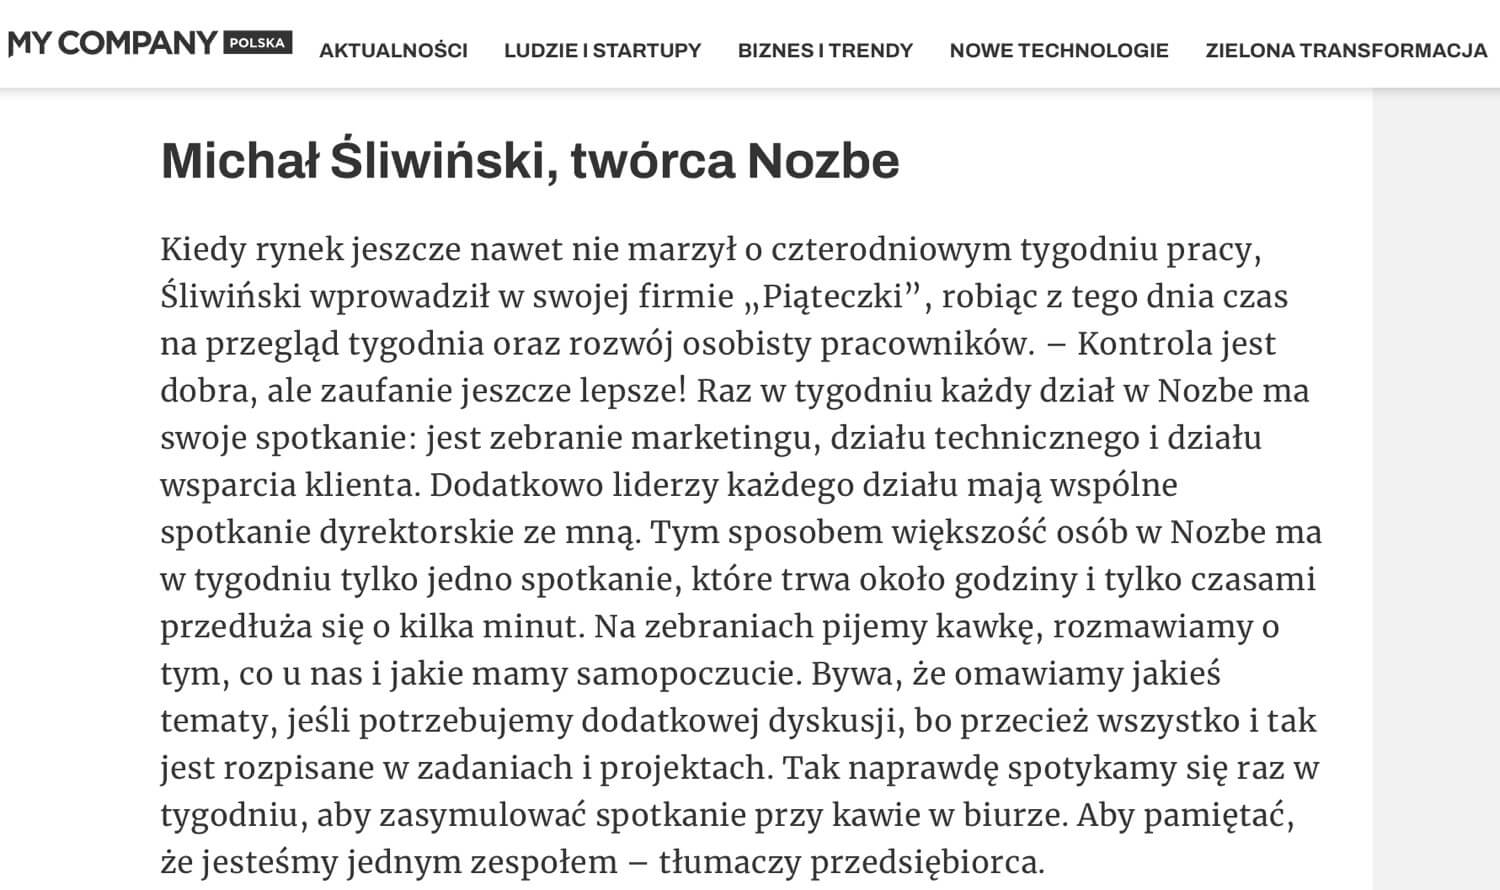 MY COMPANY POLSKA AKTUALNOŚCI LUDZIE I STARTUPY BIZNES I TRENDY NOWE TECHNOLOGIE ZIELONA TRANSFORMACJA
Michał Śliwiński, twórca Nozbe
Kiedy rynek jeszcze nawet nie marzył o czterodniowym tygodniu pracy,
Śliwiński wprowadził w swojej firmie „Piąteczki”, robiąc z tego dnia czas
na przegląd tygodnia oraz rozwój osobisty pracowników. – Kontrola jest
dobra, ale zaufanie jeszcze lepsze! Raz w tygodniu każdy dział w Nozbe ma
swoje spotkanie: jest zebranie marketingu, działu technicznego i działu
wsparcia klienta. Dodatkowo liderzy każdego działu mają wspólne
spotkanie dyrektorskie ze mną. Tym sposobem większość osób w Nozbe ma
w tygodniu tylko jedno spotkanie, które trwa około godziny i tylko czasami
przedłuża się o kilka minut. Na zebraniach pijemy kawkę, rozmawiamy o
tym, co u nas i jakie mamy samopoczucie. Bywa, że omawiamy jakieś
tematy, jeśli potrzebujemy dodatkowej dyskusji, bo przecież wszystko i tak
jest rozpisane w zadaniach i projektach. Tak naprawdę spotykamy się raz w
tygodniu, aby zasymulować spotkanie przy kawie w biurze. Aby pamiętać,
że jesteśmy jednym zespołem – tłumaczy przedsiębiorca.